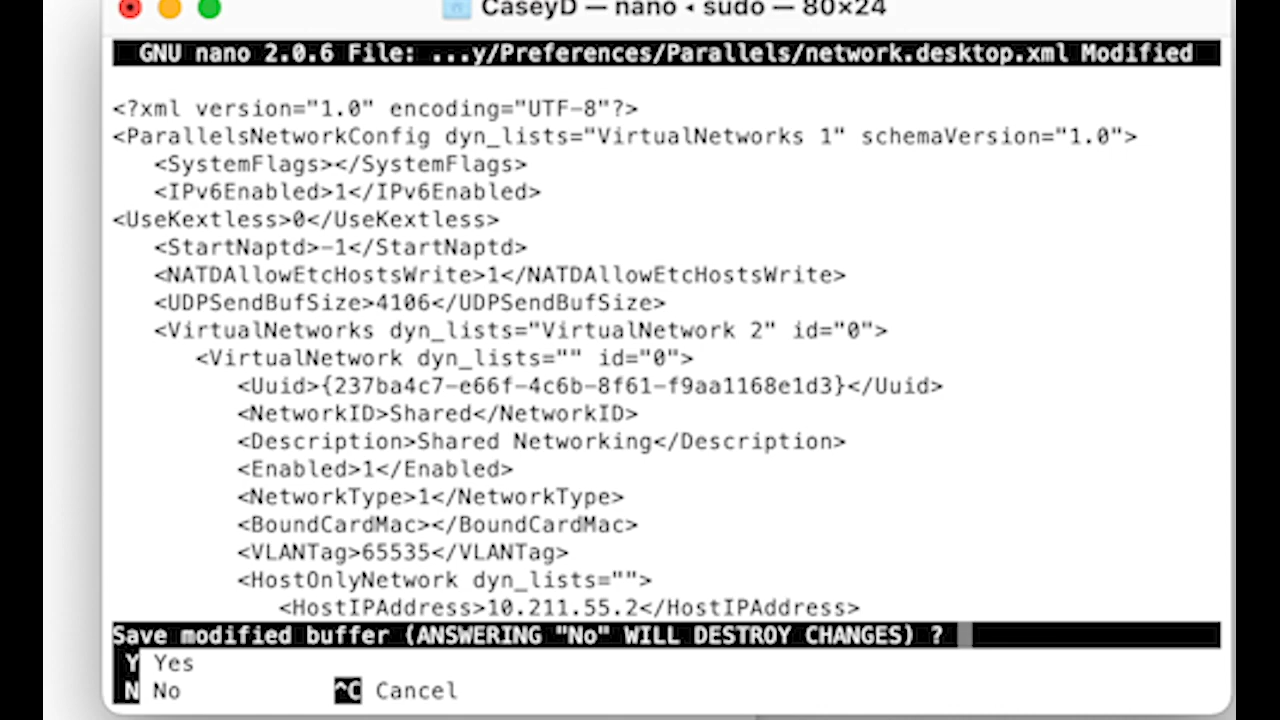 CaseyD — nano ◂ sudo — 80×24
GNU nano 2.0.6 File: ...y/Preferences/Parallels/network.desktop.xml Modified
<?xml version="1.0" encoding="UTF-8"?>
<ParallelsNetworkConfig dyn_lists="VirtualNetworks 1" schemaVersion="1.0">
<SystemFlags></SystemFlags>
<IPv6Enabled>1</IPv6Enabled>
<UseKextless>0</UseKextless>
<StartNaptd>-1</StartNaptd>
<NATDAllowEtcHostsWrite>1</NATDAllowEtcHostsWrite>
<UDPSendBufSize>4106</UDPSendBufSize>
<VirtualNetworks dyn_lists="VirtualNetwork 2" id="0">
<VirtualNetwork dyn_lists="" id="0">
<Uuid>{237ba4c7-e66f-4c6b-8f61-f9aa1168e1d3}</Uuid>
<NetworkID>Shared</NetworkID>
<Description>Shared Networking</Description>
<Enabled>1</Enabled>
<NetworkType>1</NetworkType>
<BoundCardMac></BoundCardMac>
<VLANTag>65535</VLANTag>
<HostOnlyNetwork dyn_lists="">
<HostIPAddress>10.211.55.2</HostIPAddress>
Save modified buffer (ANSWERING "No" WILL DESTROY CHANGES) ?
Y Yes
N No ^C Cancel